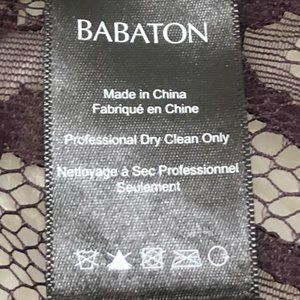 BABATON
Made in China
Fabriqué en Chine
Professional Dry Clean Only
Nettoyage à Sec Professionnel
Seulement